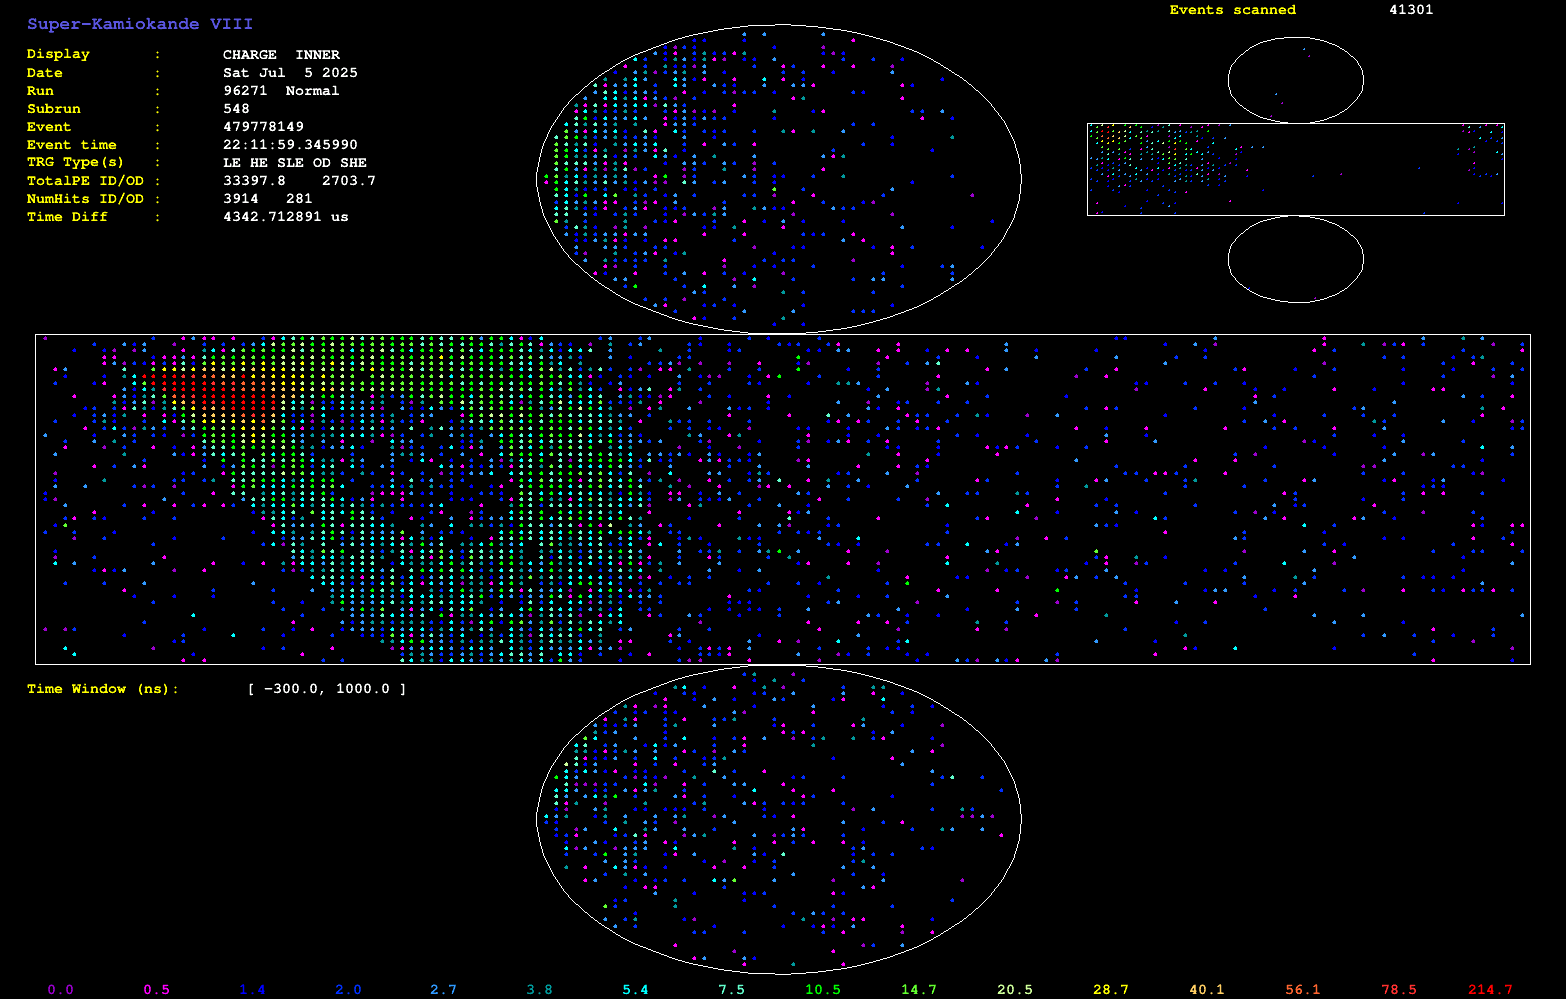 Super-Kamiokande VIII
Events scanned 41301
Display : CHARGE INNER
Date : Sat Jul 5 2025
Run : 96271 Normal
Subrun : 548
Event : 479778149
Event time : 22:11:59.345990
TRG Type(s) : LE HE SLE OD SHE
TotalPE ID/OD : 33397.8 2703.7
NumHits ID/OD : 3914 281
Time Diff : 4342.712891 us
Time Window (ns): [ -300.0, 1000.0 ]
0.0 0.5 1.4 2.0 2.7 3.8 5.4 7.5 10.5 14.7 20.5 28.7 40.1 56.1 78.5 214.7